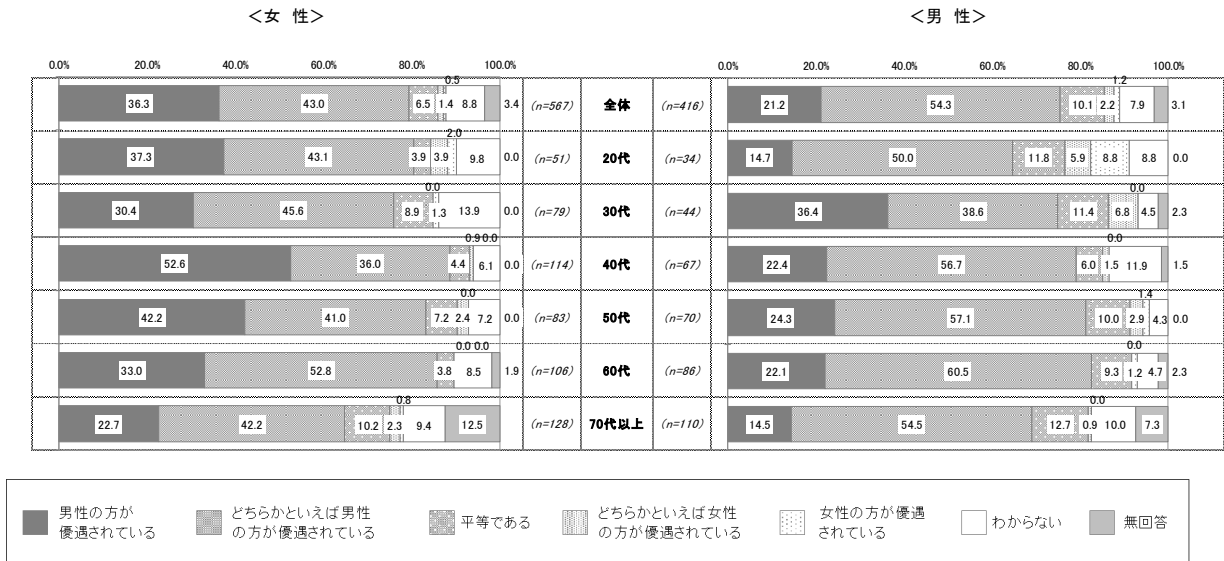 ＜女 性＞
＜男 性＞
0.0% 20.0% 40.0% 60.0% 80.0% 100.0%
0.0% 20.0% 40.0% 60.0% 80.0% 100.0%
0.5
1.2
36.3 43.0 6.5 1.4 8.8 3.4 (n=567) 全体 (n=416) 21.2 54.3 10.1 2.2 7.9 3.1
2.0
37.3 43.1 3.9 3.9 9.8 0.0 (n=51) 20代 (n=34) 14.7 50.0 11.8 5.9 8.8 8.8 0.0
0.0
0.0
30.4 45.6 8.9 1.3 13.9 0.0 (n=79) 30代 (n=44) 36.4 38.6 11.4 6.8 4.5 2.3
0.9 0.0
0.0
52.6 36.0 4.4 6.1 0.0 (n=114) 40代 (n=67) 22.4 56.7 6.0 1.5 11.9 1.5
0.0
1.4
42.2 41.0 7.2 2.4 7.2 0.0 (n=83) 50代 (n=70) 24.3 57.1 10.0 2.9 4.3 0.0
0.0 0.0
0.0
33.0 52.8 3.8 8.5 1.9 (n=106) 60代 (n=86) 22.1 60.5 9.3 1.2 4.7 2.3
0.8
0.0
22.7 42.2 10.2 2.3 9.4 12.5 (n=128) 70代以上 (n=110) 14.5 54.5 12.7 0.9 10.0 7.3
男性の方が
優遇されている
どちらかといえば男性
の方が優遇されている
平等である
どちらかといえば女性
の方が優遇されている
女性の方が優遇
されている
わからない
無回答